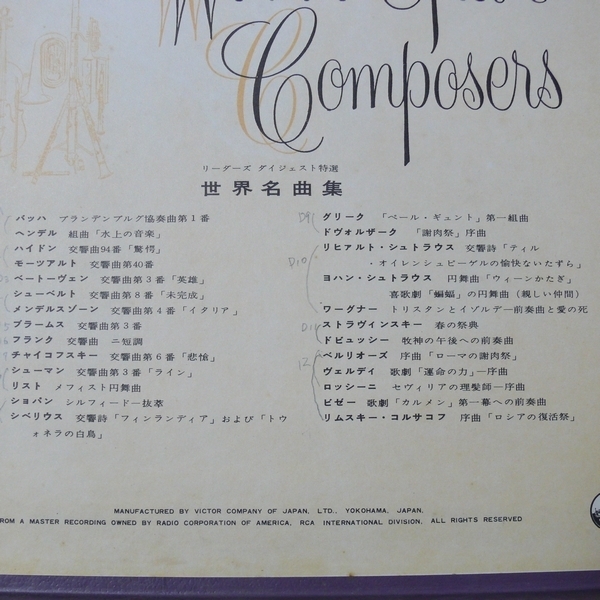 Composers
リーダーズ ダイジェスト特選
世界名曲集
バッハ ブランデンブルグ協奏曲第1番
ヘンデル 組曲「水上の音楽」
ハイドン 交響曲94番「驚愕」
モーツアルト 交響曲第40番
ベートーヴェン 交響曲第3番「英雄」
シューベルト 交響曲第8番「未完成」
メンデルスゾーン 交響曲第4番「イタリア」
ブラームス 交響曲第3番
フランク 交響曲 ニ短調
チャイコフスキー 交響曲第6番「悲愴」
シューマン 交響曲第3番「ライン」
リスト メフィスト円舞曲
ショパン シルフィード―抜萃
シベリウス 交響詩「フィンランディア」および「トウ
ォネラの白鳥」
グリーク 「ペール・ギュント」第一組曲
ドヴォルザーク 「謝肉祭」序曲
リヒァルト・シュトラウス 交響詩「ティル
・オイレンシュピーゲルの愉快ないたずら」
ヨハン・シュトラウス 円舞曲「ウィーンかたぎ」
喜歌劇「蝙蝠」の円舞曲（親しい仲間）
ワーグナー トリスタンとイゾルデ―前奏曲と愛の死
ストラヴィンスキー 春の祭典
ドビュッシー 牧神の午後への前奏曲
ベルリオーズ 序曲「ローマの謝肉祭」
ヴェルディ 歌劇「運命の力」―序曲
ロッシーニ セヴィリアの理髪師―序曲
ビゼー 歌劇「カルメン」第一幕への前奏曲
リムスキー・コルサコフ 序曲「ロシアの復活祭」
MANUFACTURED BY VICTOR COMPANY OF JAPAN, LTD., YOKOHAMA, JAPAN.
FROM A MASTER RECORDING OWNED BY RADIO CORPORATION OF AMERICA, RCA INTERNATIONAL DIVISION, ALL RIGHTS RESERVED